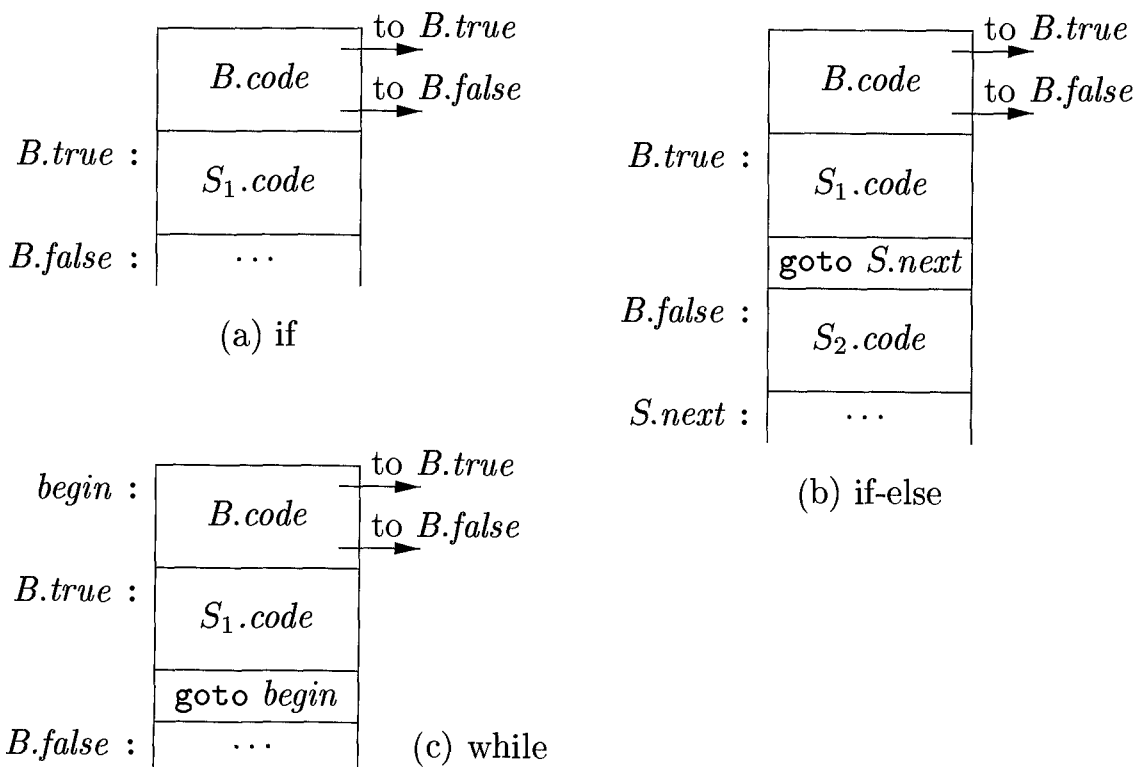 to B.true
B.code
to B.false
B.true :
S₁.code
B.false :
. . .
(a) if
to B.true
B.code
to B.false
B.true :
S₁.code
goto S.next
B.false :
S₂.code
S.next :
. . .
(b) if-else
begin :
to B.true
B.code
to B.false
B.true :
S₁.code
goto begin
B.false :
. . .
(c) while